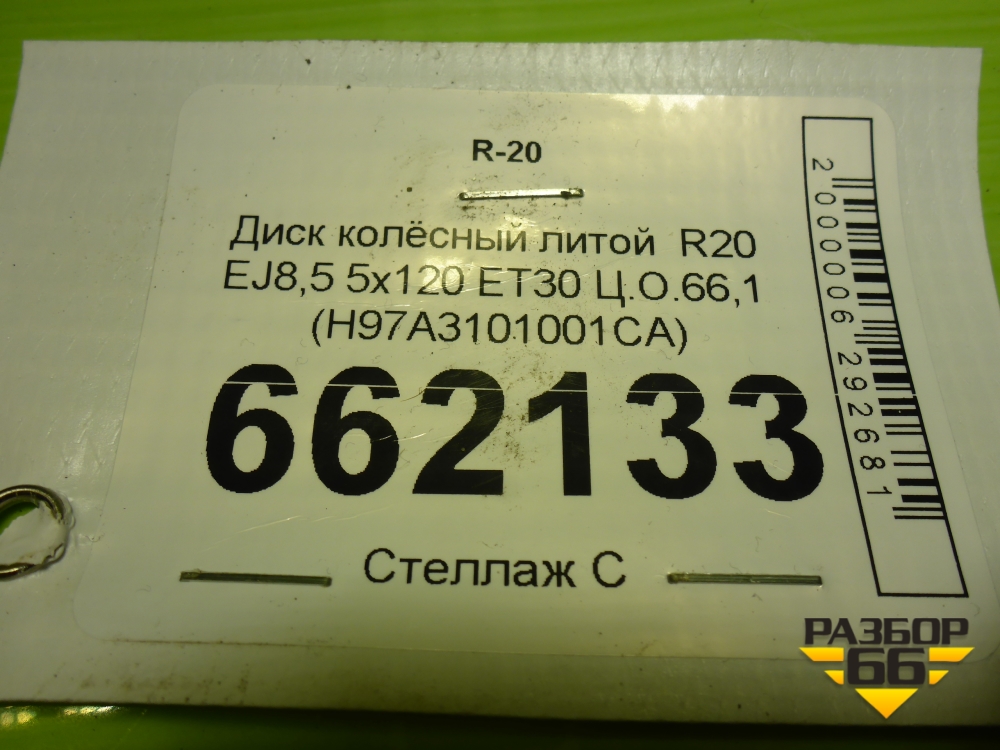 R-20
Диск колёсный литой R20
EJ8,5 5x120 ET30 Ц.О.66,1
(H97A3101001CA)
662133
Стеллаж С
2000006292681
РАЗБОР
66